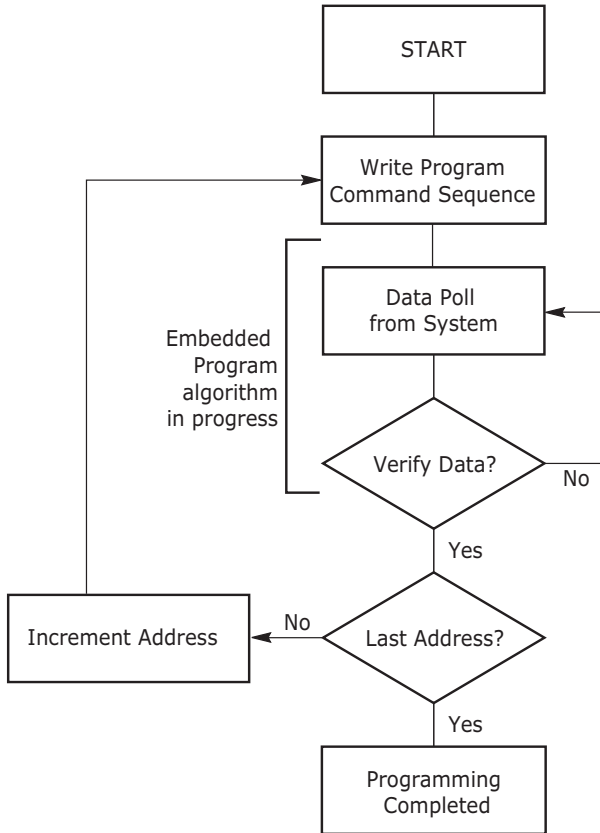 START
Write Program
Command Sequence
Data Poll
from System
Embedded
Program
algorithm
in progress
Verify Data?
No
Yes
Last Address?
No
Increment Address
Yes
Programming
Completed